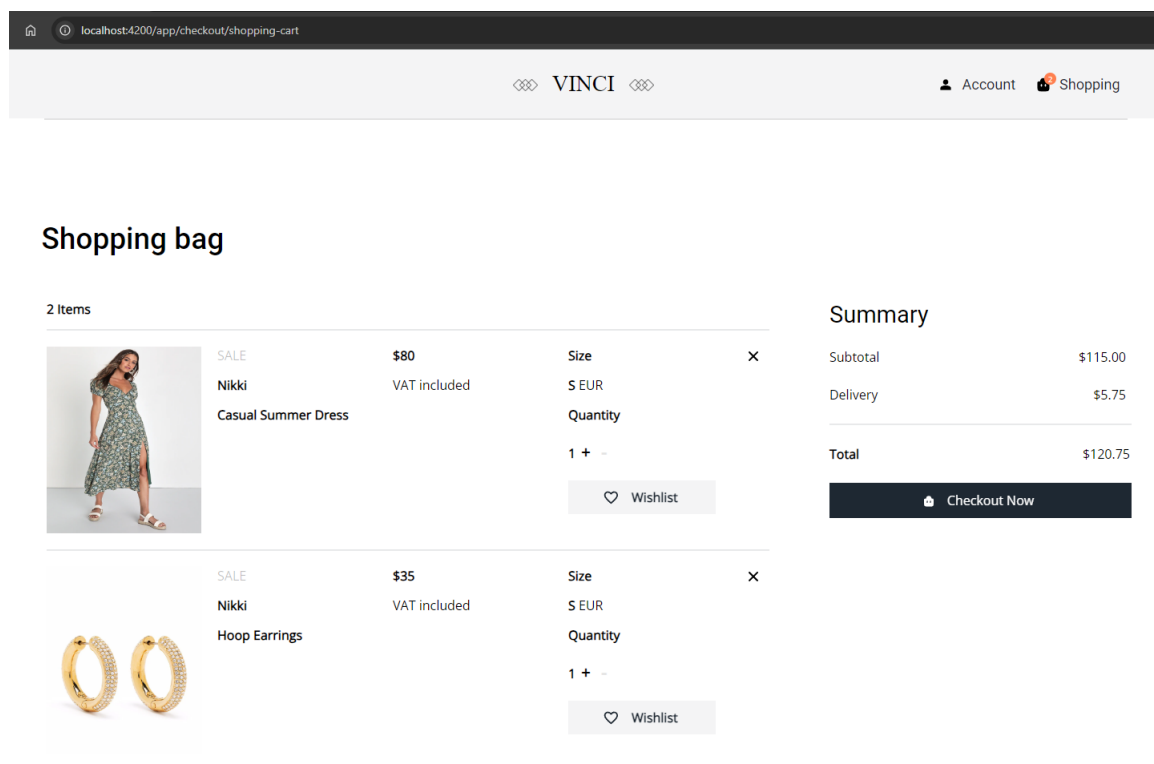 localhost:4200/app/checkout/shopping-cart
VINCI
Account
2
Shopping
Shopping bag
2 Items
SALE
$80
Size
Nikki
VAT included
S EUR
Casual Summer Dress
Quantity
1 + -
Wishlist
SALE
$35
Size
Nikki
VAT included
S EUR
Hoop Earrings
Quantity
1 + -
Wishlist
Summary
Subtotal $115.00
Delivery $5.75
Total $120.75
Checkout Now